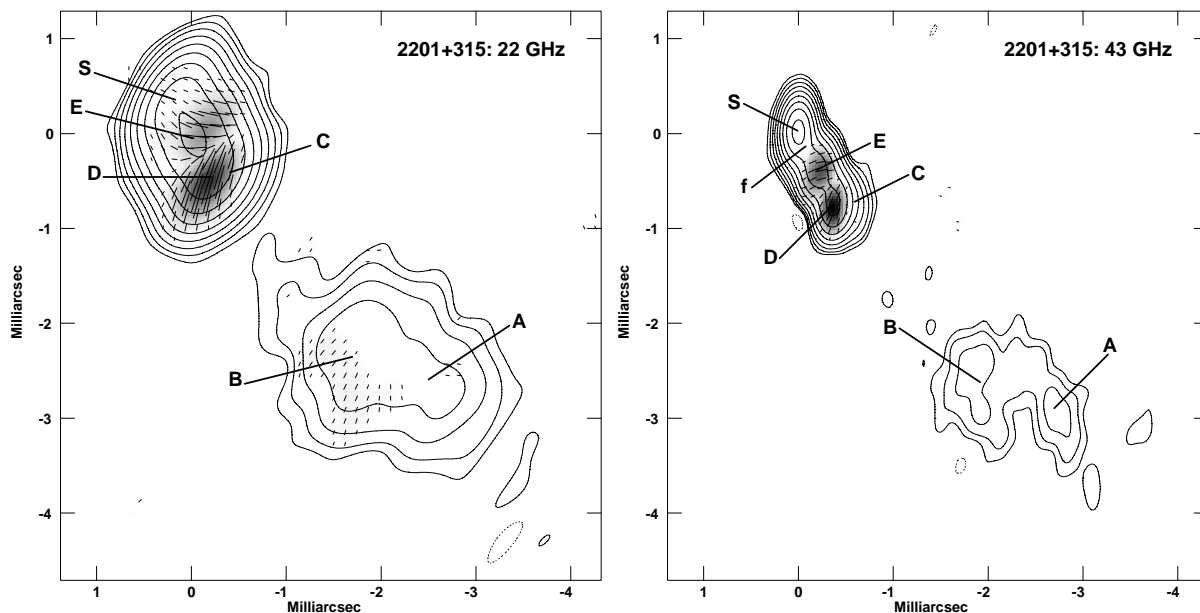 2201+315: 22 GHz
1
0
-1
-2
-3
-4
Milliarcsec
S
E
D
C
B
A
1
0
-1
-2
-3
-4
Milliarcsec
2201+315: 43 GHz
1
0
-1
-2
-3
-4
Milliarcsec
S
E
f
C
D
B
A
1
0
-1
-2
-3
-4
Milliarcsec